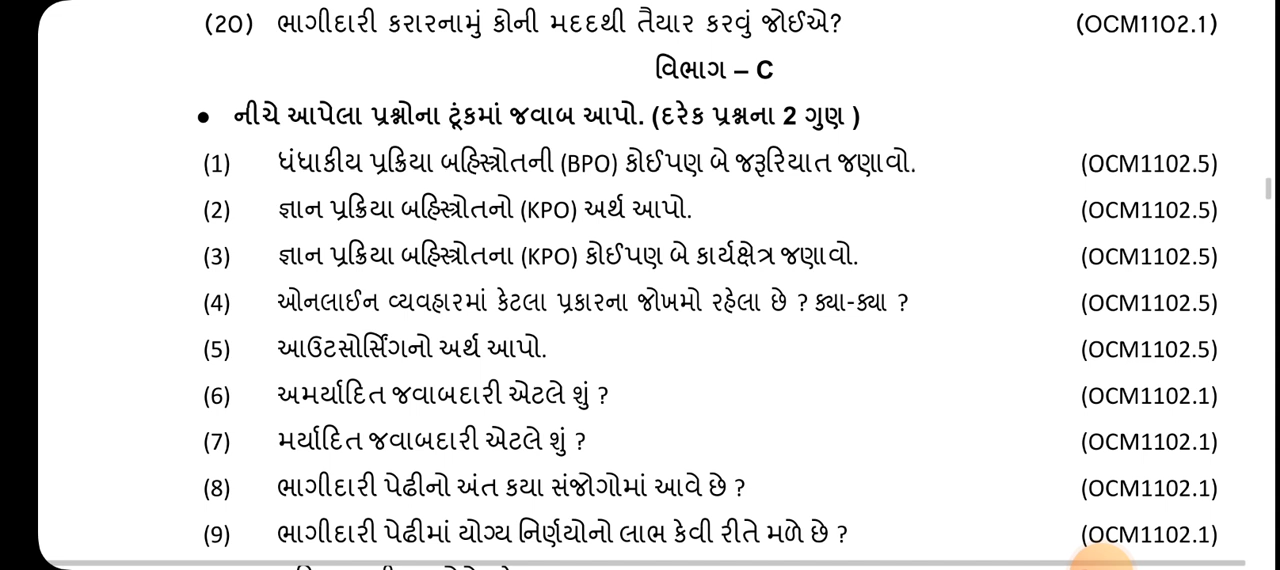 (20) ભાગીદારી કરારનામું કોની મદદથી તૈયાર કરવું જોઈએ? (OCM1102.1)
વિભાગ – C
• નીચે આપેલા પ્રશ્નોના ટૂંકમાં જવાબ આપો. (દરેક પ્રશ્નના 2 ગુણ )
(1) ધંધાકીય પ્રક્રિયા બહિસ્ત્રોતની (BPO) કોઈપણ બે જરૂરિયાત જણાવો. (OCM1102.5)
(2) જ્ઞાન પ્રક્રિયા બહિસ્ત્રોતનો (KPO) અર્થ આપો. (OCM1102.5)
(3) જ્ઞાન પ્રક્રિયા બહિસ્ત્રોતના (KPO) કોઈપણ બે કાર્યક્ષેત્ર જણાવો. (OCM1102.5)
(4) ઓનલાઈન વ્યવહારમાં કેટલા પ્રકારના જોખમો રહેલા છે ? ક્યા-ક્યા ? (OCM1102.5)
(5) આઉટસોર્સિંગનો અર્થ આપો. (OCM1102.5)
(6) અમર્યાદિત જવાબદારી એટલે શું ? (OCM1102.1)
(7) મર્યાદિત જવાબદારી એટલે શું ? (OCM1102.1)
(8) ભાગીદારી પેઢીનો અંત કયા સંજોગોમાં આવે છે ? (OCM1102.1)
(9) ભાગીદારી પેઢીમાં યોગ્ય નિર્ણયોનો લાભ કેવી રીતે મળે છે ? (OCM1102.1)